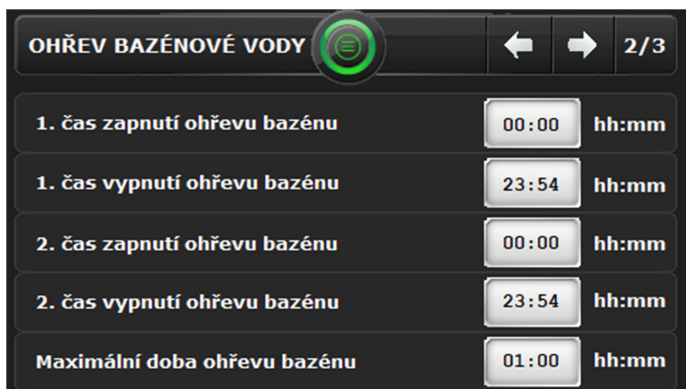 OHŘEV BAZÉNOVÉ VODY 2/3
1. čas zapnutí ohřevu bazénu 00:00 hh:mm
1. čas vypnutí ohřevu bazénu 23:54 hh:mm
2. čas zapnutí ohřevu bazénu 00:00 hh:mm
2. čas vypnutí ohřevu bazénu 23:54 hh:mm
Maximální doba ohřevu bazénu 01:00 hh:mm